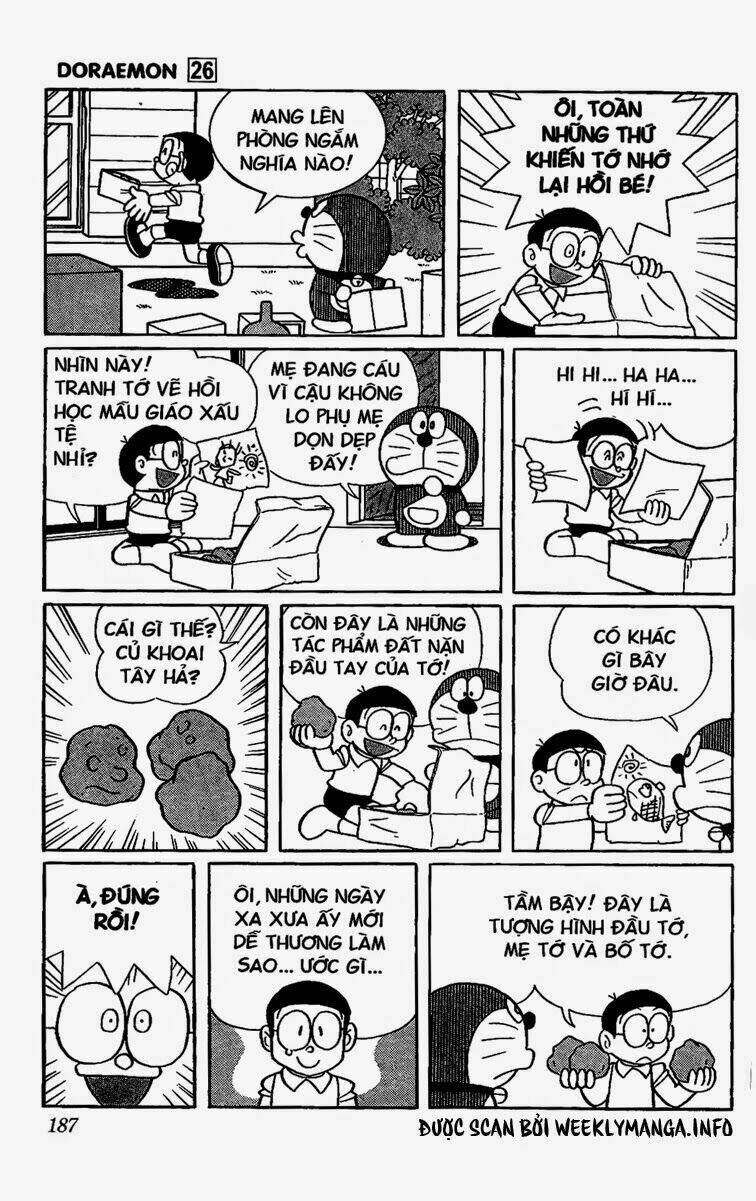 DORAEMON 26
ÔI, TOÀN
NHỮNG THỨ
KHIẾN TỚ NHỚ
LẠI HỒI BÉ!
MANG LÊN
PHÒNG NGẮM
NGHĨA NÀO!
HI HI... HA HA...
HÍ HÍ...
MẸ ĐANG CÁU
VÌ CẬU KHÔNG
LO PHỤ MẸ
DỌN DẸP
ĐẤY!
NHÌN NÀY!
TRANH TỚ VẼ HỒI
HỌC MẪU GIÁO XẤU
TỆ
NHỈ?
CÓ KHÁC
GÌ BÂY
GIỜ ĐÂU.
CÒN ĐÂY LÀ NHỮNG
TÁC PHẨM ĐẤT NẶN
ĐẦU TAY CỦA TỚ!
CÁI GÌ THẾ?
CỦ KHOAI
TÂY HẢ?
TẦM BẬY! ĐÂY LÀ
TƯỢNG HÌNH ĐẦU TỚ,
MẸ TỚ VÀ BỐ TỚ.
ÔI, NHỮNG NGÀY
XA XƯA ẤY MỚI
DỄ THƯƠNG LÀM
SAO... ƯỚC GÌ...
À, ĐÚNG
RỒI!
187
ĐƯỢC SCAN BỞI WEEKLYMANGA.INFO